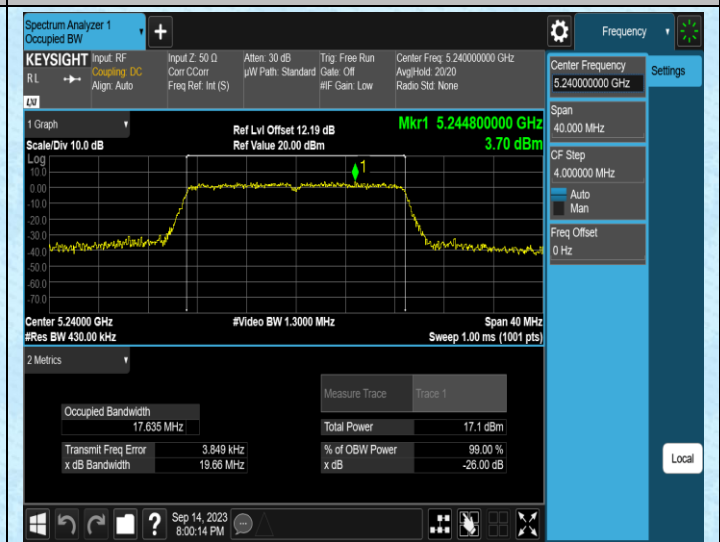 Spectrum Analyzer 1
Occupied BW
+
Frequency
KEYSIGHT
R L
LXI
Input: RF
Coupling: DC
Align: Auto
Input Z: 50 Ω
Corr CCorr
Freq Ref: Int (S)
Atten: 30 dB
µW Path: Standard
Trig: Free Run
Gate: Off
#IF Gain: Low
Center Freq: 5.240000000 GHz
Avg|Hold: 20/20
Radio Std: None
Center Frequency
5.240000000 GHz
Settings
Span
40.000 MHz
CF Step
4.000000 MHz
Auto
Man
Freq Offset
0 Hz
Local
1 Graph
Scale/Div 10.0 dB
Ref Lvl Offset 12.19 dB
Ref Value 20.00 dBm
Mkr1 5.244800000 GHz
3.70 dBm
Log
10.0
0.00
-10.0
-20.0
-30.0
-40.0
-50.0
-60.0
-70.0
1
Center 5.24000 GHz
#Res BW 430.00 kHz
#Video BW 1.3000 MHz
Span 40 MHz
Sweep 1.00 ms (1001 pts)
2 Metrics
Measure Trace Trace 1
Occupied Bandwidth
17.635 MHz
Total Power 17.1 dBm
Transmit Freq Error 3.849 kHz
% of OBW Power 99.00 %
x dB Bandwidth 19.66 MHz
x dB -26.00 dB
?
Sep 14, 2023
8:00:14 PM